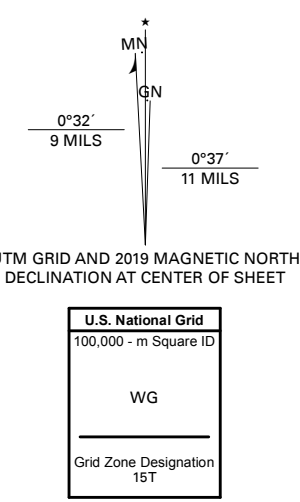 MN
GN
0°32´
9 MILS
0°37´
11 MILS
UTM GRID AND 2019 MAGNETIC NORTH
DECLINATION AT CENTER OF SHEET
U.S. National Grid
100,000 - m Square ID
WG
Grid Zone Designation
15T